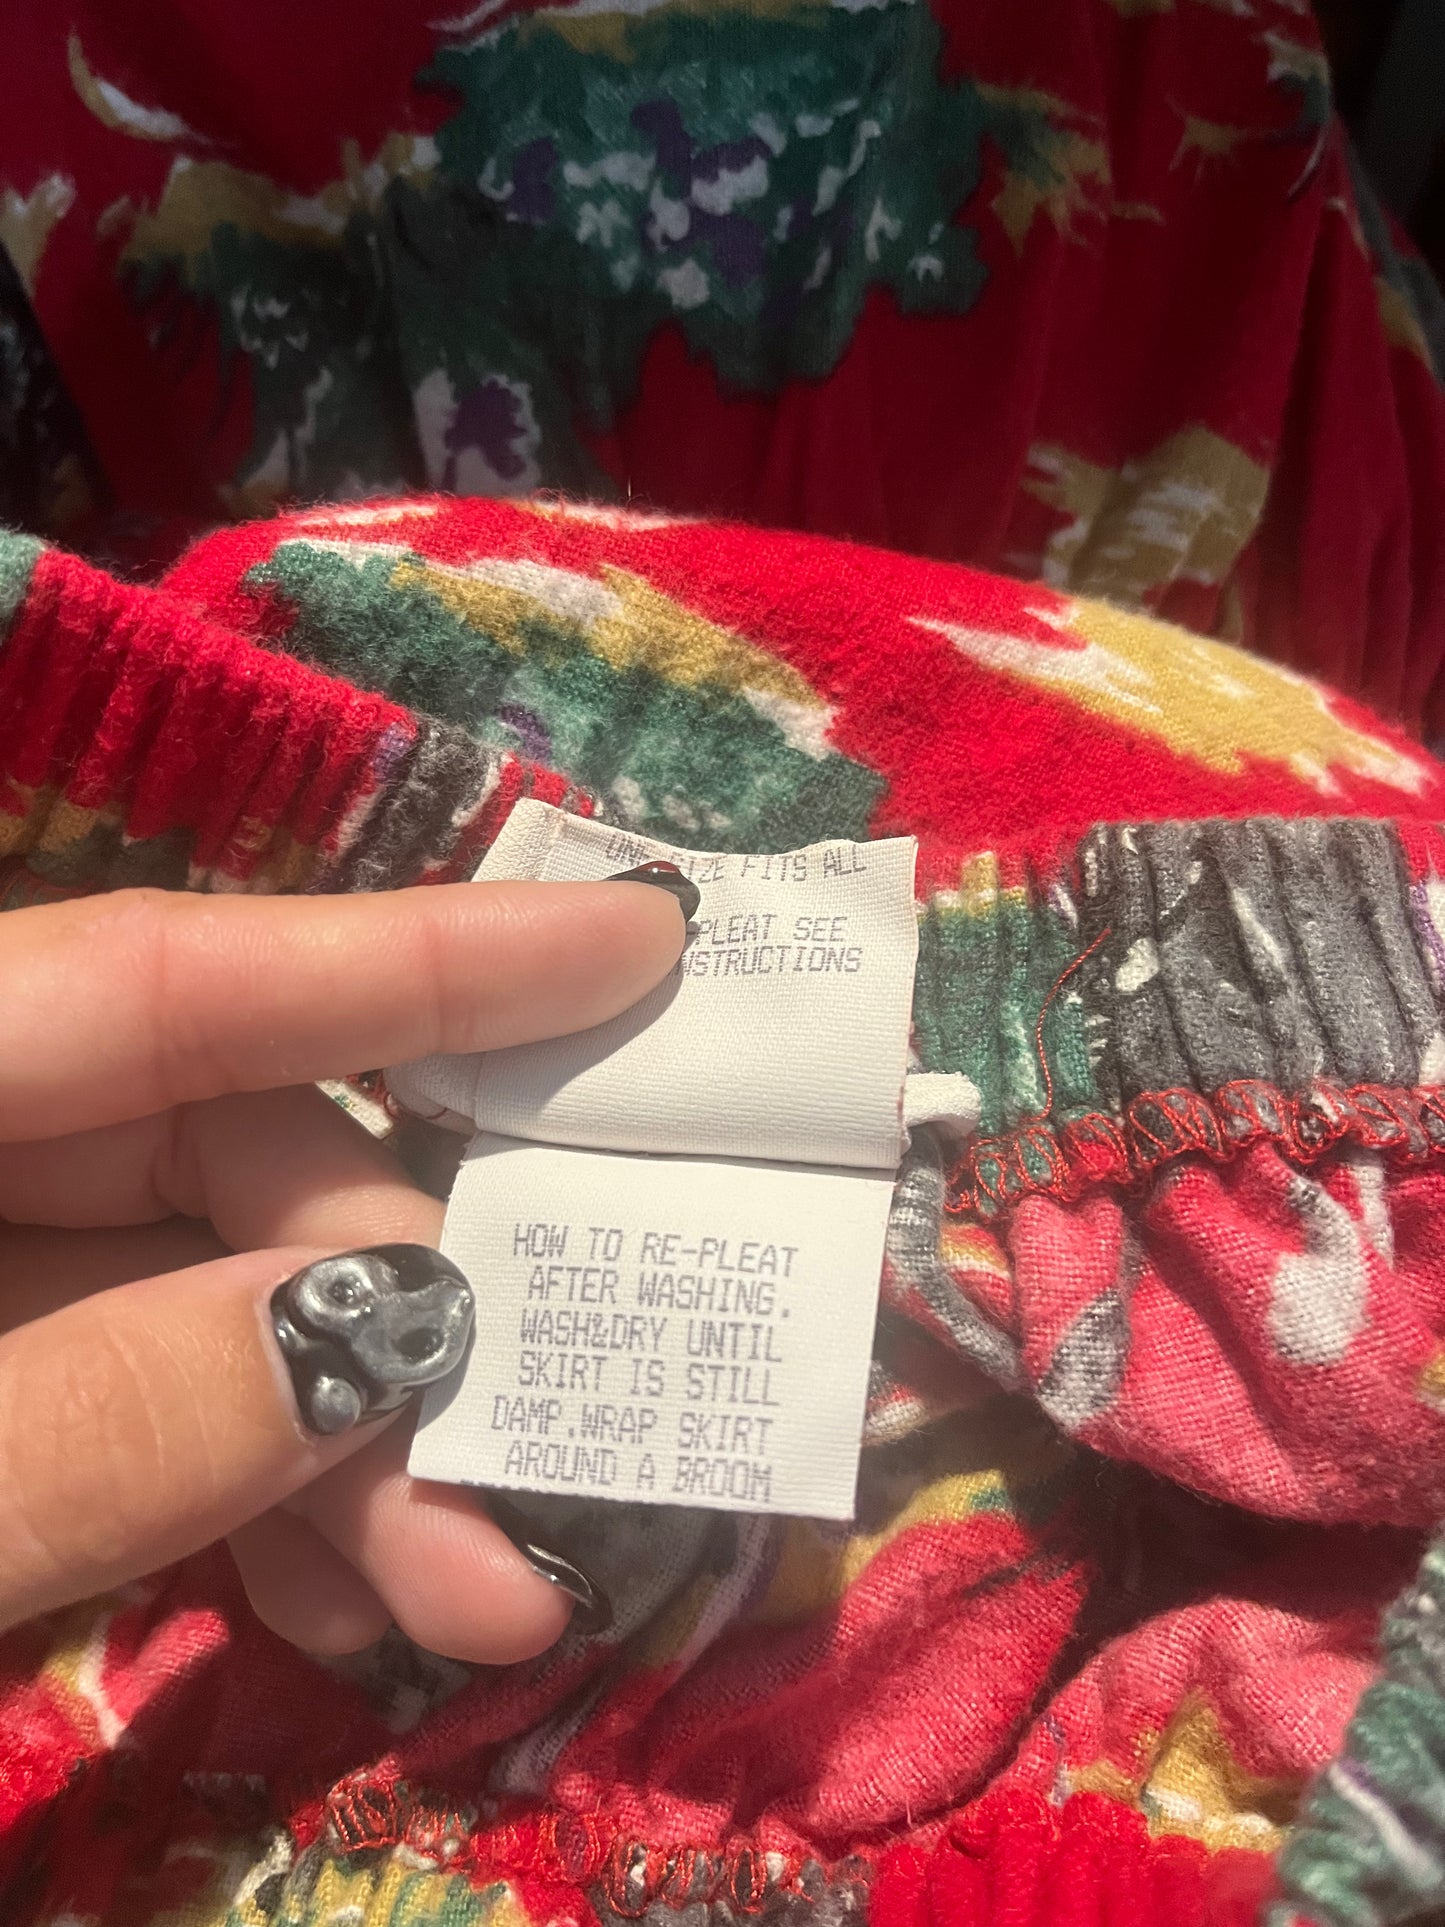 FITS ALL
SEE
HOW TO RE-PLEAT
AFTER WASHING.
WASH&DRY UNTIL
SKIRT IS STILL
DAMP.WRAP SKIRT
AROUND A BROOM